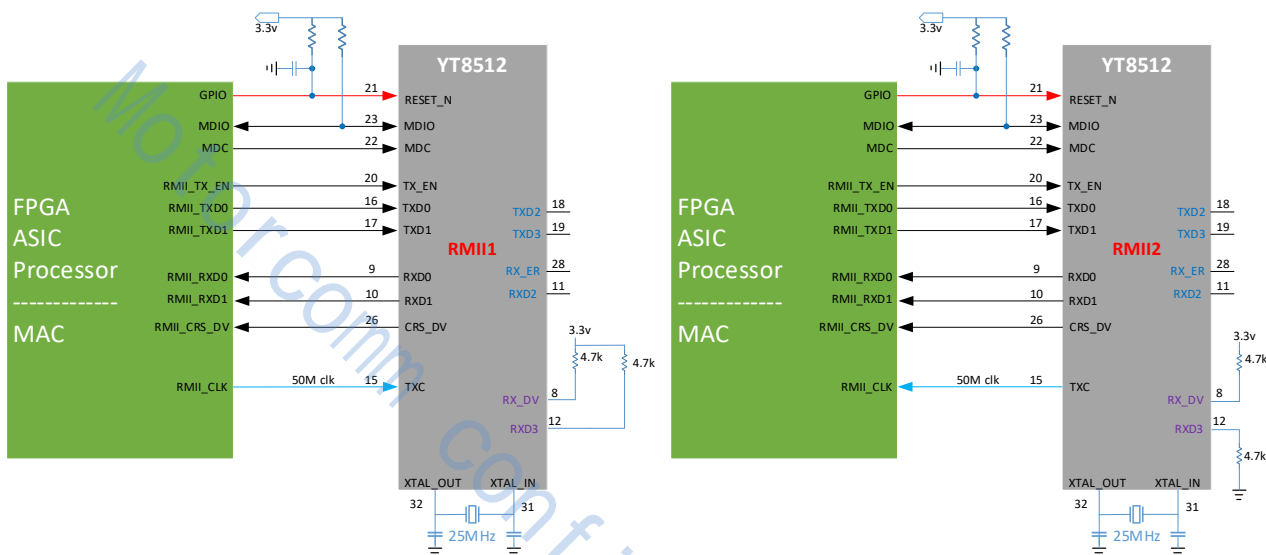 3.3v
YT8512
GPIO 21 RESET_N
MDIO 23 MDIO
MDC 22 MDC
RMII_TX_EN 20 TX_EN
RMII_TXD0 16 TXD0
RMII_TXD1 17 TXD1
TXD2 18
TXD3 19
FPGA
ASIC
Processor
-------------
MAC
RMII1
RMII_RXD0 9 RXD0
RMII_RXD1 10 RXD1
RMII_CRS_DV 26 CRS_DV
RX_ER 28
RXD2 11
3.3v
4.7k
4.7k
RMII_CLK 50M clk 15 TXC
RX_DV 8
RXD3 12
XTAL_OUT XTAL_IN
32 31
25MHz
3.3v
YT8512
GPIO 21 RESET_N
MDIO 23 MDIO
MDC 22 MDC
RMII_TX_EN 20 TX_EN
RMII_TXD0 16 TXD0
RMII_TXD1 17 TXD1
TXD2 18
TXD3 19
FPGA
ASIC
Processor
-------------
MAC
RMII2
RMII_RXD0 9 RXD0
RMII_RXD1 10 RXD1
RMII_CRS_DV 26 CRS_DV
RX_ER 28
RXD2 11
3.3v
4.7k
RMII_CLK 50M clk 15 TXC
RX_DV 8
RXD3 12
4.7k
XTAL_OUT XTAL_IN
32 31
25MHz
Motorcomm